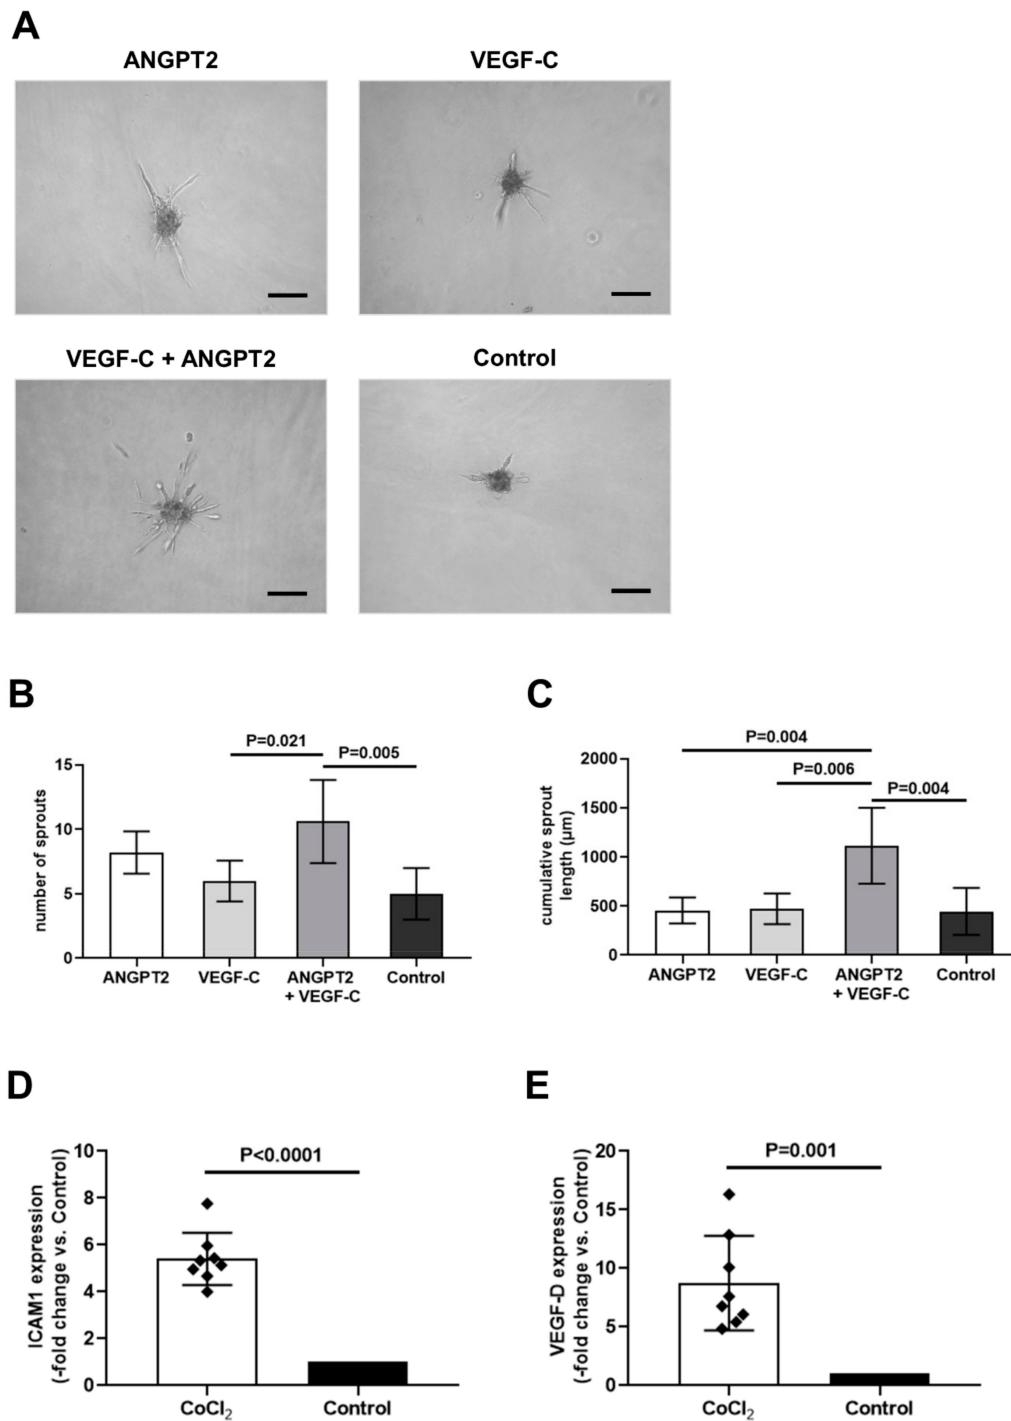 A
ANGPT2
VEGF-C
VEGF-C + ANGPT2
Control
B
P=0.021
P=0.005
number of sprouts
15
10
5
0
ANGPT2
VEGF-C
ANGPT2
+ VEGF-C
Control
C
P=0.004
P=0.006
P=0.004
cumulative sprout
length (µm)
2000
1500
1000
500
0
ANGPT2
VEGF-C
ANGPT2
+ VEGF-C
Control
D
P<0.0001
ICAM1 expression
(-fold change vs. Control)
10
8
6
4
2
0
CoCl₂
Control
E
P=0.001
VEGF-D expression
(-fold change vs. Control)
20
15
10
5
0
CoCl₂
Control